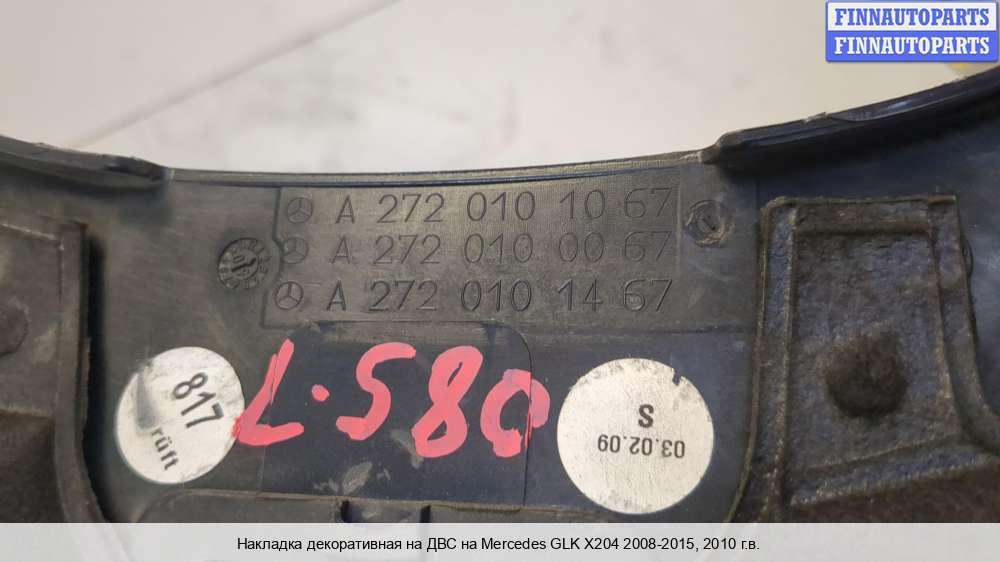 FINNAUTOPARTS
FINNAUTOPARTS
A 272 010 10 67
A 272 010 00 67
A 272 010 14 67
L·580
817
rüft
S
03.02.09
Накладка декоративная на ДВС на Mercedes GLK X204 2008-2015, 2010 г.в.